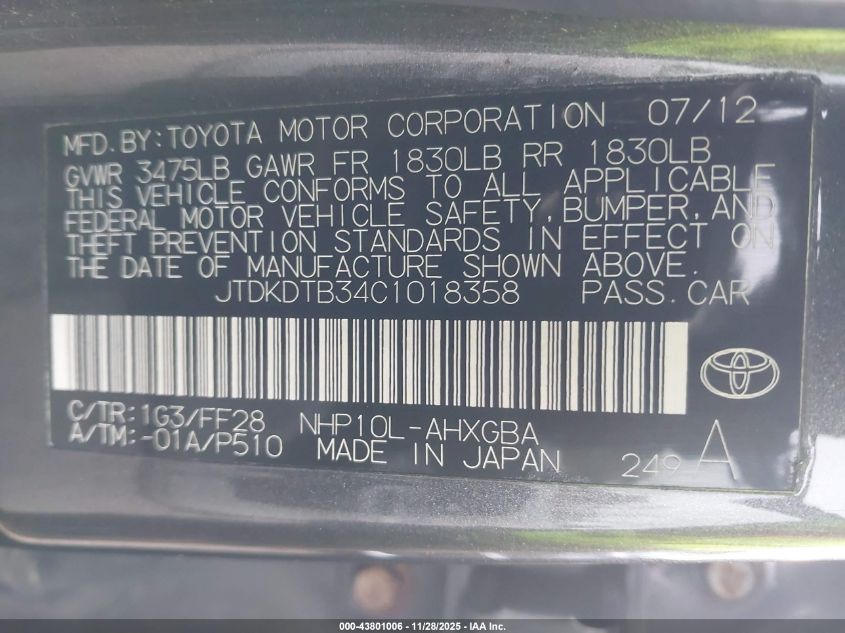 MFD.BY:TOYOTA MOTOR CORPORATION 07/12
GVWR 3475LB GAWR FR 1830LB RR 1830LB
THIS VEHICLE CONFORMS TO ALL APPLICABLE
FEDERAL MOTOR VEHICLE SAFETY,BUMPER,AND
THEFT PREVENTION STANDARDS IN EFFECT ON
THE DATE OF MANUFACTURE SHOWN ABOVE.
JTDKDTB34C1018358 PASS.CAR
C/TR:1G3/FF28 NHP10L-AHXGBA
A/TM:-01A/P510 MADE IN JAPAN 249 A
000-43801006 - 11/28/2025 - IAA Inc.